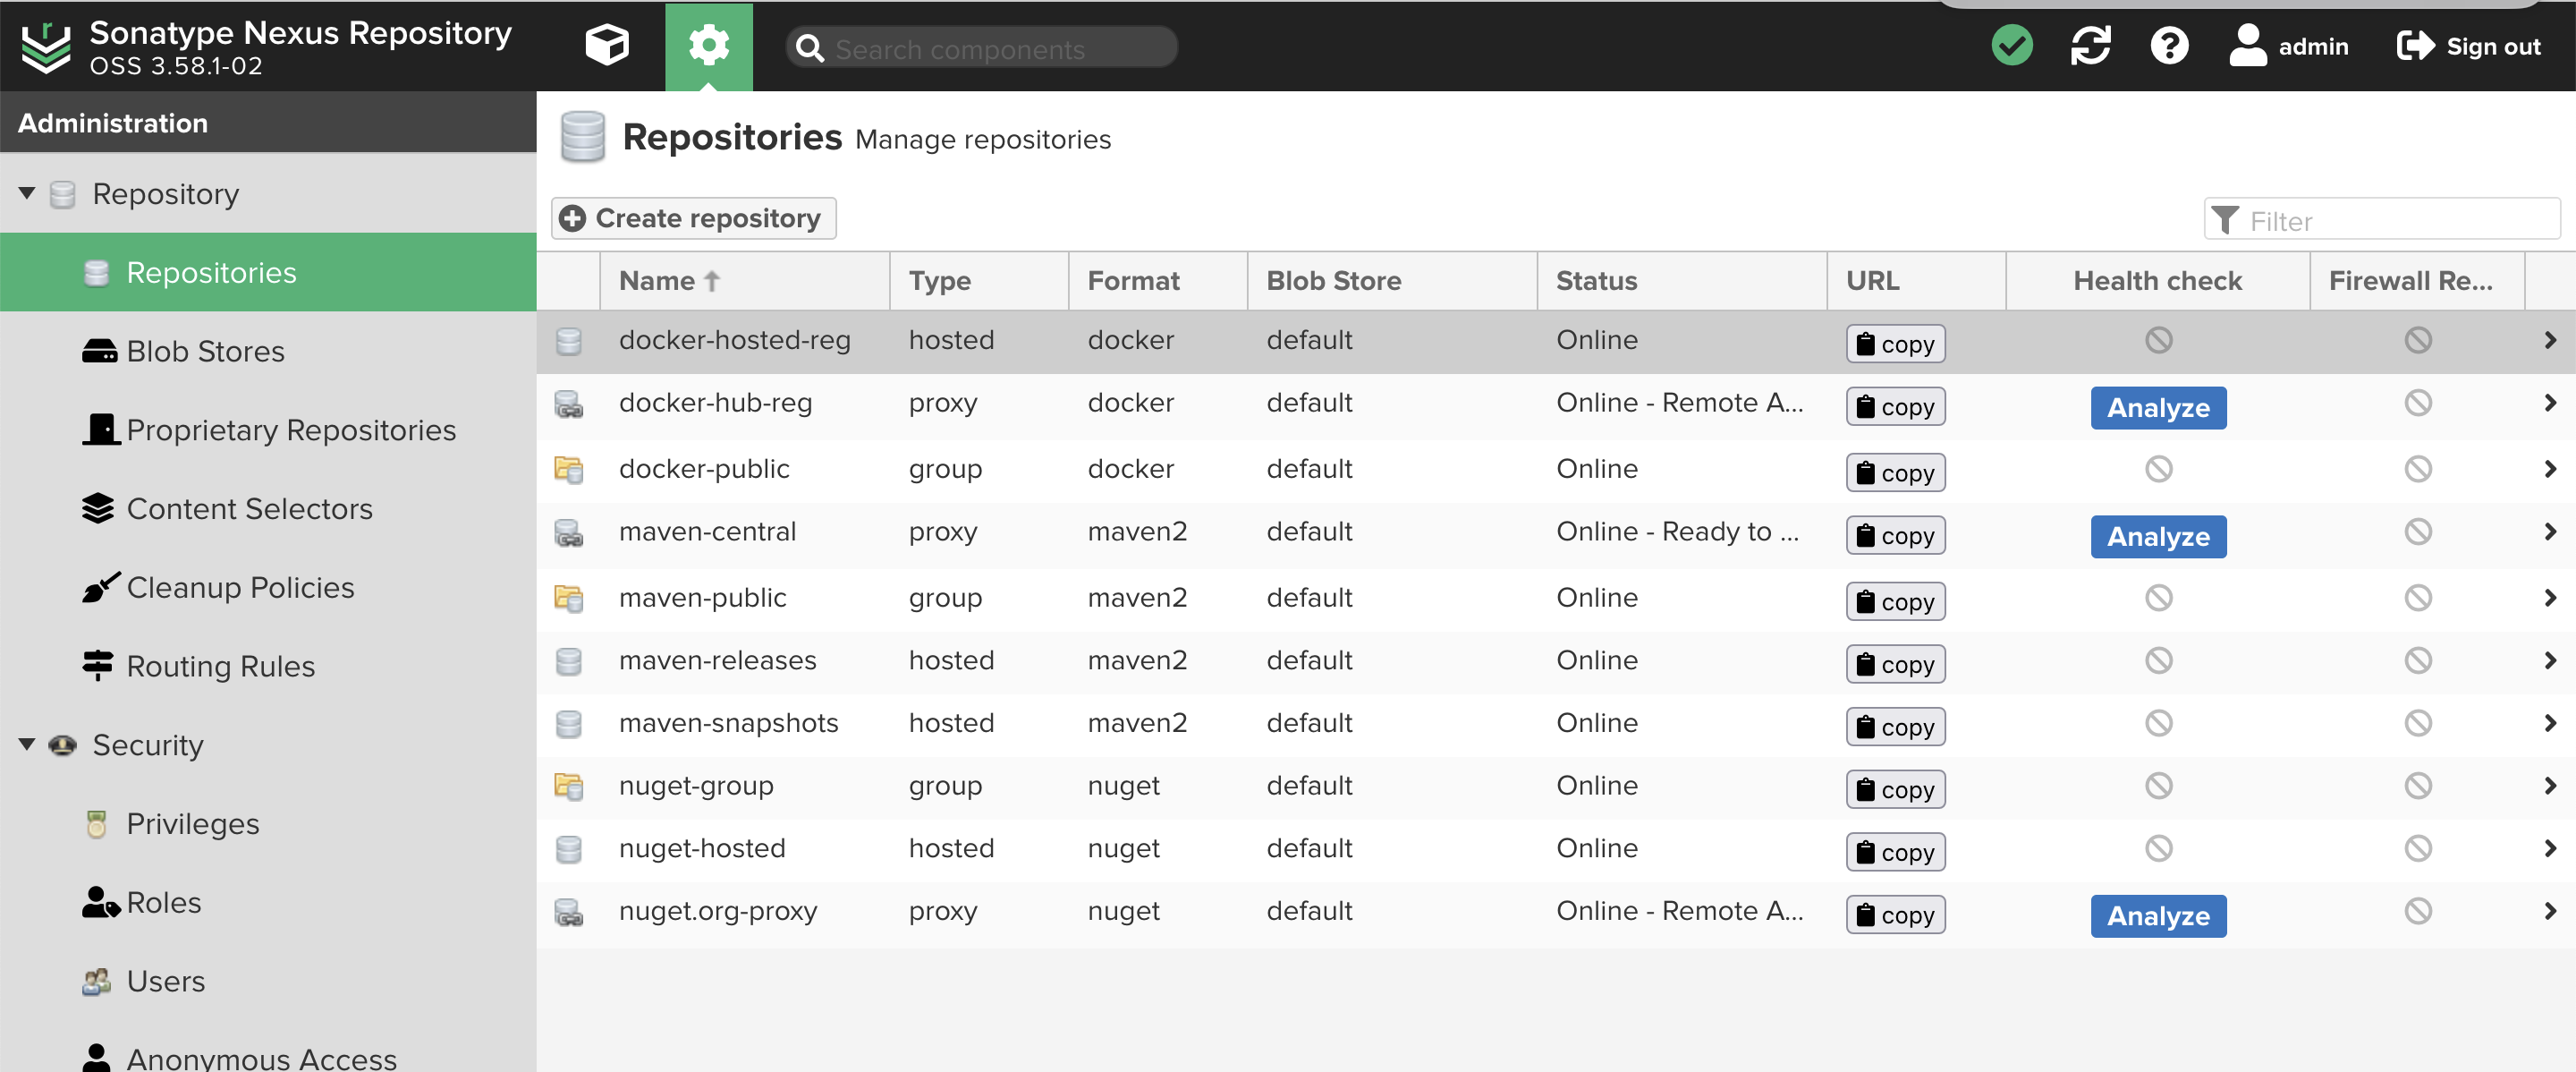 Sonatype Nexus Repository
OSS 3.58.1-02
Search components
admin
Sign out
Administration
Repository
Repositories
Blob Stores
Proprietary Repositories
Content Selectors
Cleanup Policies
Routing Rules
Security
Privileges
Roles
Users
Anonymous Access
Repositories Manage repositories
Create repository
Filter
Name Type Format Blob Store Status URL Health check Firewall Re...
docker-hosted-reg hosted docker default Online copy
docker-hub-reg proxy docker default Online - Remote A... copy Analyze
docker-public group docker default Online copy
maven-central proxy maven2 default Online - Ready to ... copy Analyze
maven-public group maven2 default Online copy
maven-releases hosted maven2 default Online copy
maven-snapshots hosted maven2 default Online copy
nuget-group group nuget default Online copy
nuget-hosted hosted nuget default Online copy
nuget.org-proxy proxy nuget default Online - Remote A... copy Analyze